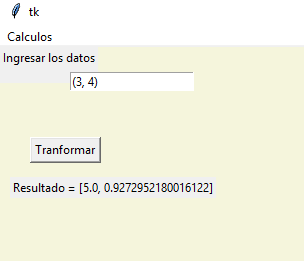 tk
Calculos
Ingresar los datos
(3, 4)
Tranformar
Resultado = [5.0, 0.9272952180016122]